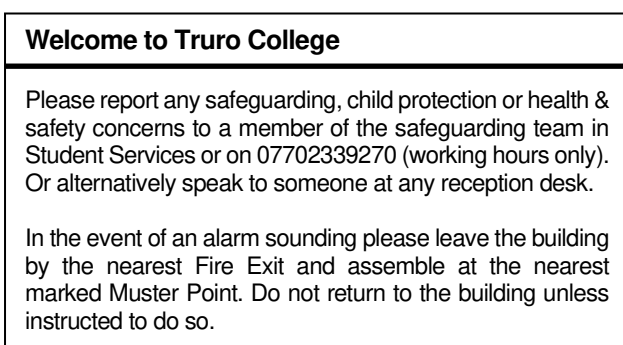 Welcome to Truro College
Please report any safeguarding, child protection or health &
safety concerns to a member of the safeguarding team in
Student Services or on 07702339270 (working hours only).
Or alternatively speak to someone at any reception desk.
In the event of an alarm sounding please leave the building
by the nearest Fire Exit and assemble at the nearest
marked Muster Point. Do not return to the building unless
instructed to do so.